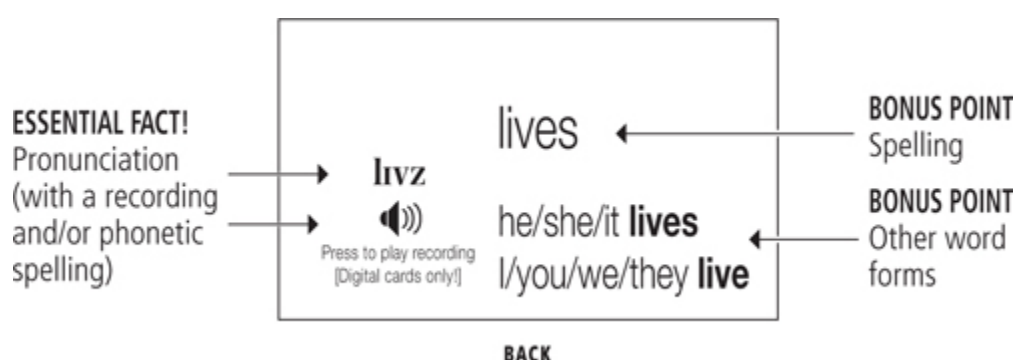 ESSENTIAL FACT!
Pronunciation
(with a recording
and/or phonetic
spelling)
lɪvz
Press to play recording
[Digital cards only!]
lives
he/she/it lives
I/you/we/they live
BONUS POINT
Spelling
BONUS POINT
Other word
forms
BACK